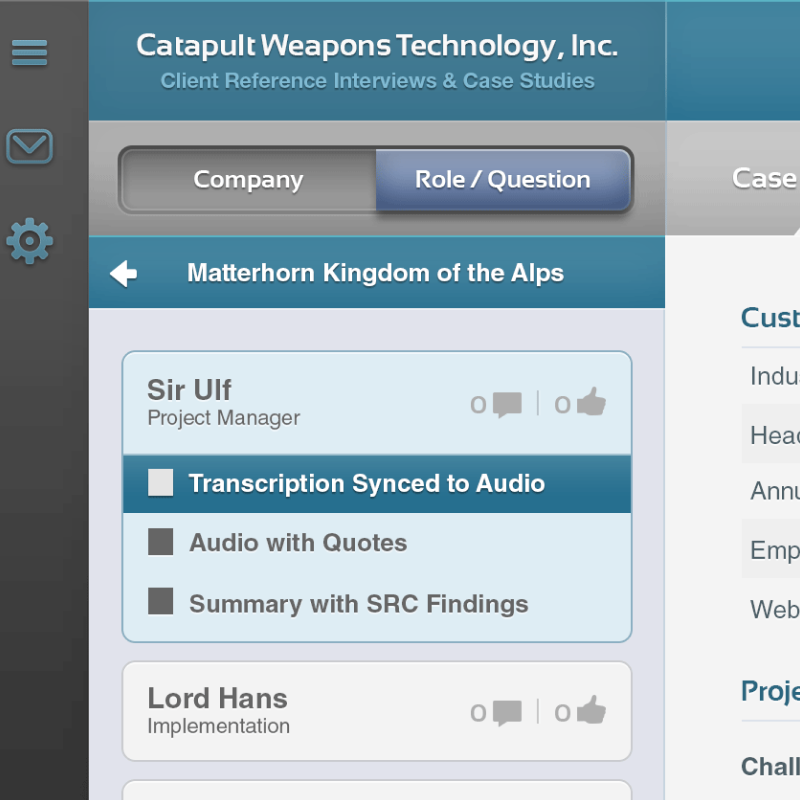 Catapult Weapons Technology, Inc.
Client Reference Interviews & Case Studies
Company
Role / Question
Case
Matterhorn Kingdom of the Alps
Sir Ulf
Project Manager
0
0
Transcription Synced to Audio
Audio with Quotes
Summary with SRC Findings
Lord Hans
Implementation
0
0
Cust
Indu
Head
Annu
Emp
Web
Proje
Chall